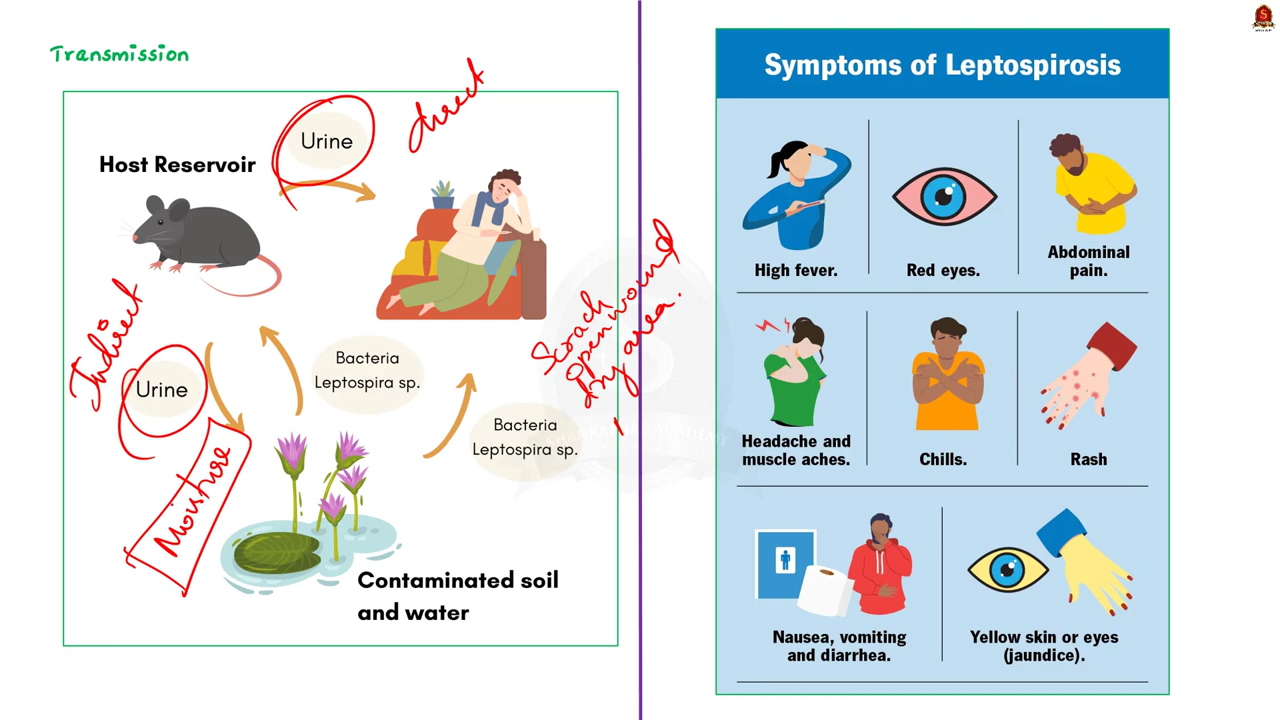 Transmission
Urine
direct
Host Reservoir
Indirect
Urine
Moisture
Bacteria
Leptospira sp.
Bacteria
Leptospira sp.
Scrach
open wound
dry area.
Contaminated soil
and water
Symptoms of Leptospirosis
High fever.
Red eyes.
Abdominal
pain.
Headache and
muscle aches.
Chills.
Rash
Nausea, vomiting
and diarrhea.
Yellow skin or eyes
(jaundice).